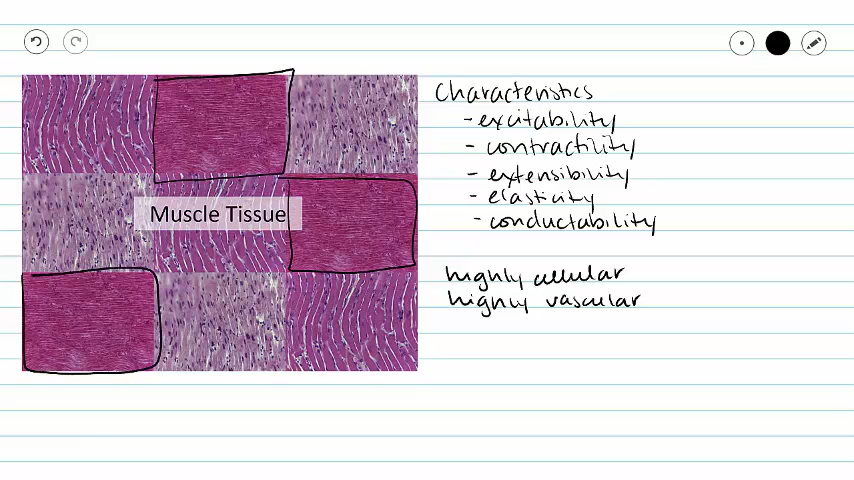 Muscle Tissue
Characteristics
- excitability
- contractility
- extensibility
- elasticity
- conductability
highly cellular
highly vascular